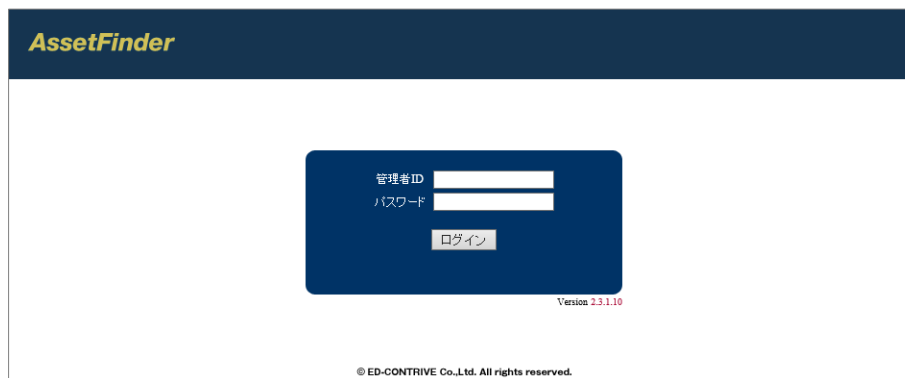 AssetFinder
管理者ID
パスワード
ログイン
Version 2.3.1.10
© ED-CONTRIVE Co.,Ltd. All rights reserved.